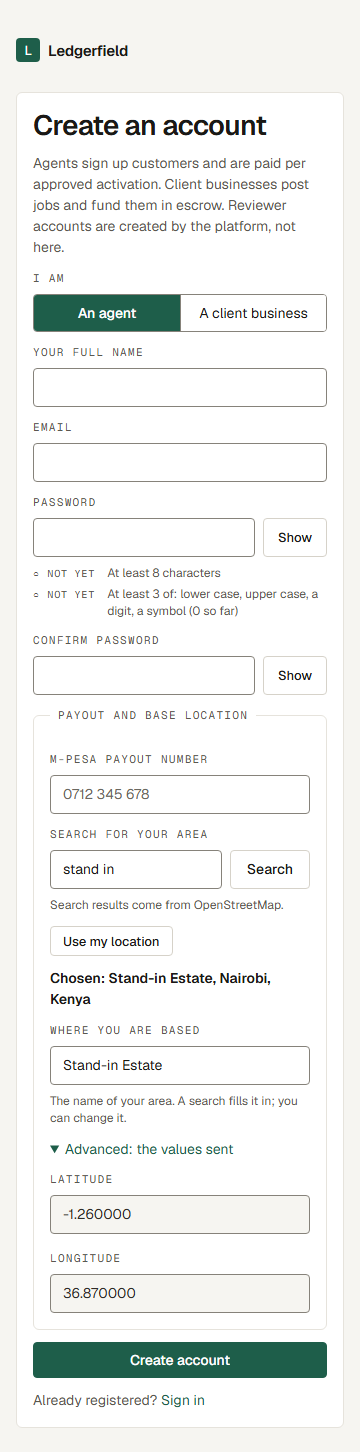 L Ledgerfield
Create an account
Agents sign up customers and are paid per
approved activation. Client businesses post
jobs and fund them in escrow. Reviewer
accounts are created by the platform, not
here.
I AM
An agent A client business
YOUR FULL NAME
EMAIL
PASSWORD
Show
○ NOT YET At least 8 characters
○ NOT YET At least 3 of: lower case, upper case, a
digit, a symbol (0 so far)
CONFIRM PASSWORD
Show
PAYOUT AND BASE LOCATION
M-PESA PAYOUT NUMBER
0712 345 678
SEARCH FOR YOUR AREA
stand in Search
Search results come from OpenStreetMap.
Use my location
Chosen: Stand-in Estate, Nairobi,
Kenya
WHERE YOU ARE BASED
Stand-in Estate
The name of your area. A search fills it in; you
can change it.
▼ Advanced: the values sent
LATITUDE
-1.260000
LONGITUDE
36.870000
Create account
Already registered? Sign in